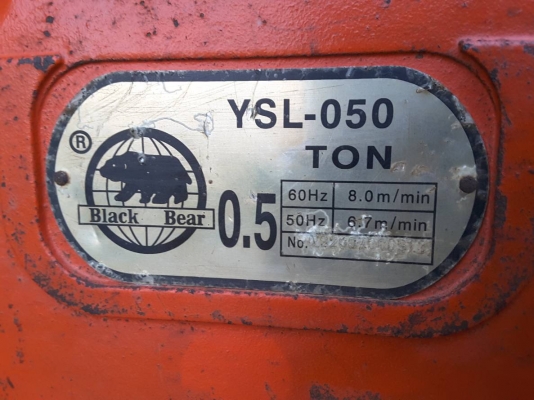 YSL-050
®
TON
Black Bear
0.5
60Hz 8.0m/min
50Hz 6.7m/min
No.